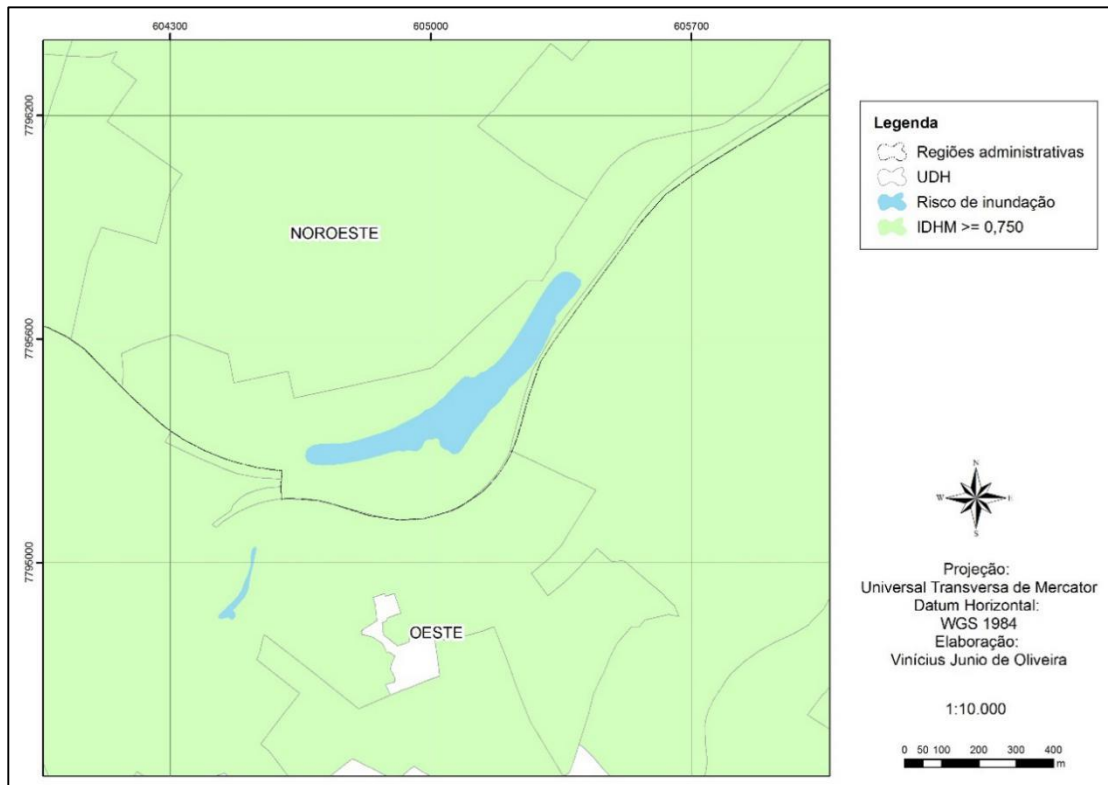 604300
605000
605700
7796200
7795600
7795000
NOROESTE
OESTE
Legenda
Regiões administrativas
UDH
Risco de inundação
IDHM >= 0,750
N
W
E
S
Projeção:
Universal Transversa de Mercator
Datum Horizontal:
WGS 1984
Elaboração:
Vinícius Junio de Oliveira
1:10.000
0 50 100 200 300 400
m